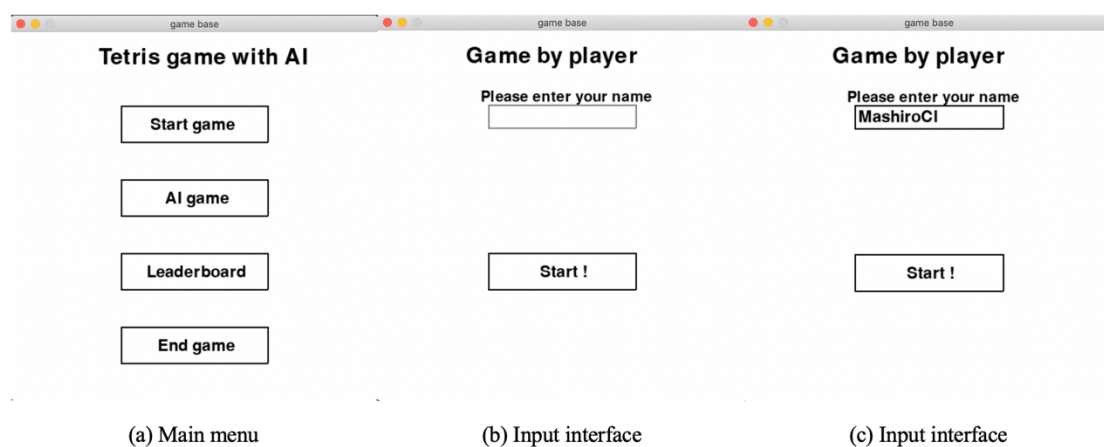 game base
Tetris game with AI
Start game
AI game
Leaderboard
End game
(a) Main menu
game base
Game by player
Please enter your name
Start !
(b) Input interface
game base
Game by player
Please enter your name
MashiroCl
Start !
(c) Input interface